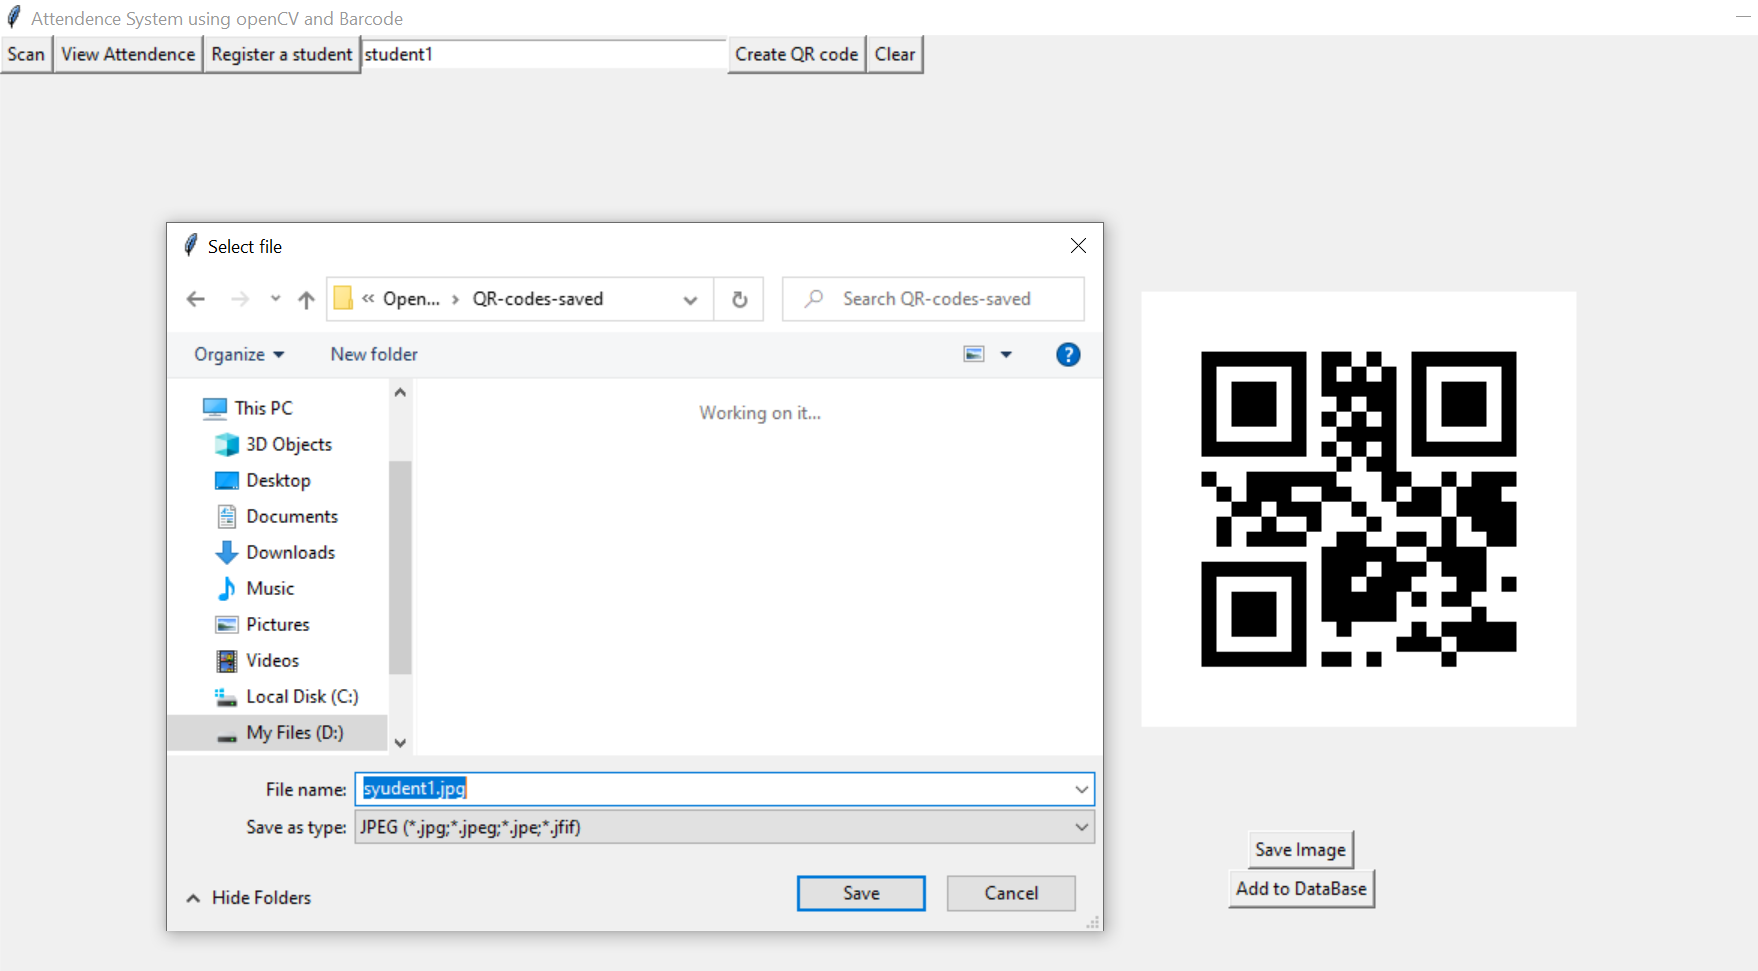 Attendence System using openCV and Barcode
Scan View Attendence Register a student student1 Create QR code Clear
Select file
« Open... › QR-codes-saved Search QR-codes-saved
Organize New folder
This PC
Working on it...
3D Objects
Desktop
Documents
Downloads
Music
Pictures
Videos
Local Disk (C:)
My Files (D:)
File name: syudent1.jpg
Save as type: JPEG (*.jpg;*.jpeg;*.jpe;*.jfif)
Hide Folders Save Cancel
Save Image
Add to DataBase